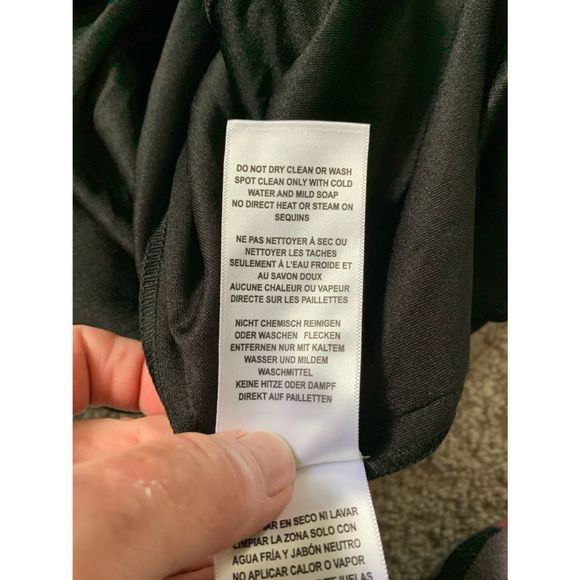 DO NOT DRY CLEAN OR WASH
SPOT CLEAN ONLY WITH COLD
WATER AND MILD SOAP
NO DIRECT HEAT OR STEAM ON
SEQUINS
NE PAS NETTOYER À SEC OU
NETTOYER LES TACHES
SEULEMENT À L'EAU FROIDE ET
AU SAVON DOUX
AUCUNE CHALEUR OU VAPEUR
DIRECTE SUR LES PAILLETTES
NICHT CHEMISCH REINIGEN
ODER WASCHEN FLECKEN
ENTFERNEN NUR MIT KALTEM
WASSER UND MILDEM
WASCHMITTEL
KEINE HITZE ODER DAMPF
DIREKT AUF PAILLETTEN
EN SECO NI LAVAR
LIMPIAR LA ZONA SOLO CON
AGUA FRÍA Y JABÓN NEUTRO
NO APLICAR CALOR O VAPOR